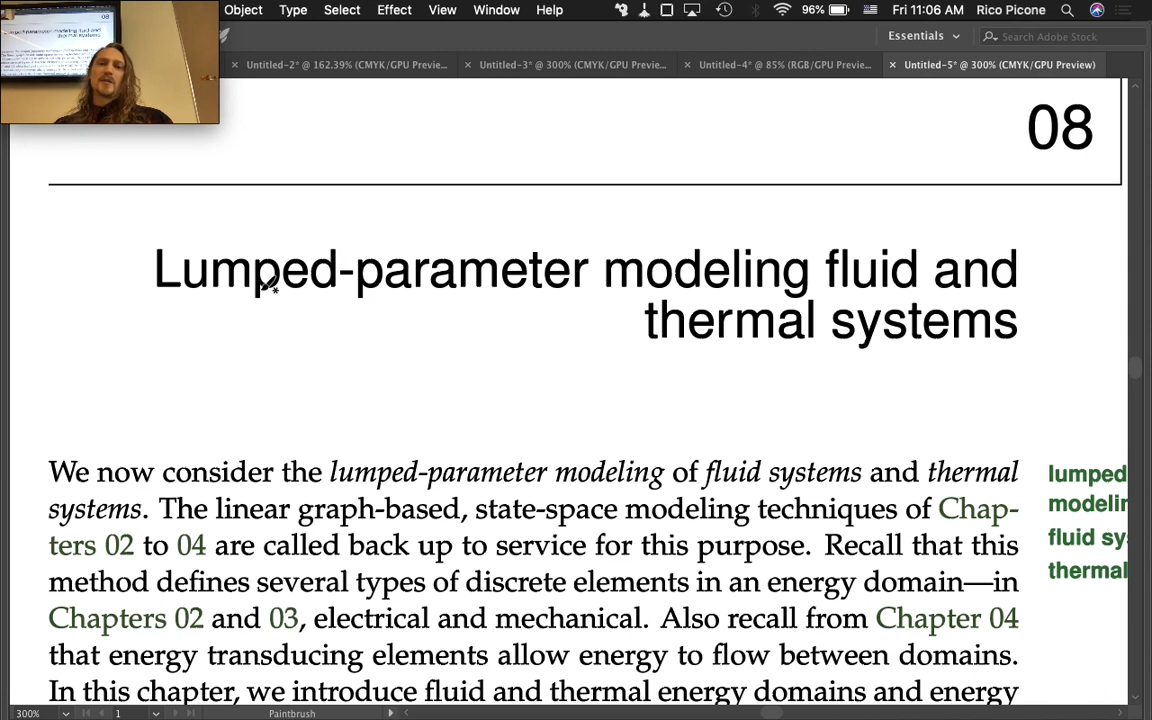 Object Type Select Effect View Window Help 96% Fri 11:06 AM Rico Picone
Essentials Search Adobe Stock
Untitled-2* @ 162.39% (CMYK/GPU Preview... Untitled-3* @ 300% (CMYK/GPU Preview... Untitled-4* @ 85% (RGB/GPU Preview... Untitled-5* @ 300% (CMYK/GPU Preview)
08
Lumped-parameter modeling fluid and
thermal systems
We now consider the lumped-parameter modeling of fluid systems and thermal
systems. The linear graph-based, state-space modeling techniques of Chap-
ters 02 to 04 are called back up to service for this purpose. Recall that this
method defines several types of discrete elements in an energy domain—in
Chapters 02 and 03, electrical and mechanical. Also recall from Chapter 04
that energy transducing elements allow energy to flow between domains.
In this chapter, we introduce fluid and thermal energy domains and energy
lumped
modelin
fluid sy
thermal
300% 1 Paintbrush